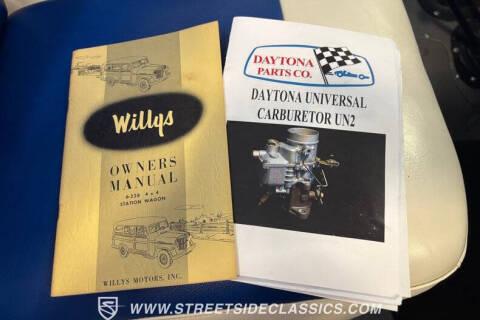 Willys
OWNERS
MANUAL
6-226 4x4
STATION WAGON
WILLYS MOTORS, INC.
DAYTONA
PARTS CO.
DAYTONA UNIVERSAL
CARBURETOR UN2
WWW.STREETSIDECLASSICS.COM